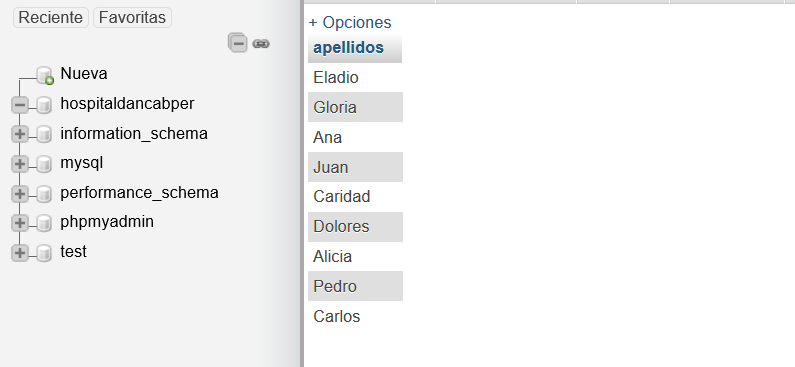 Reciente Favoritas
Nueva
hospitaldancabper
information_schema
mysql
performance_schema
phpmyadmin
test
+ Opciones
apellidos
Eladio
Gloria
Ana
Juan
Caridad
Dolores
Alicia
Pedro
Carlos